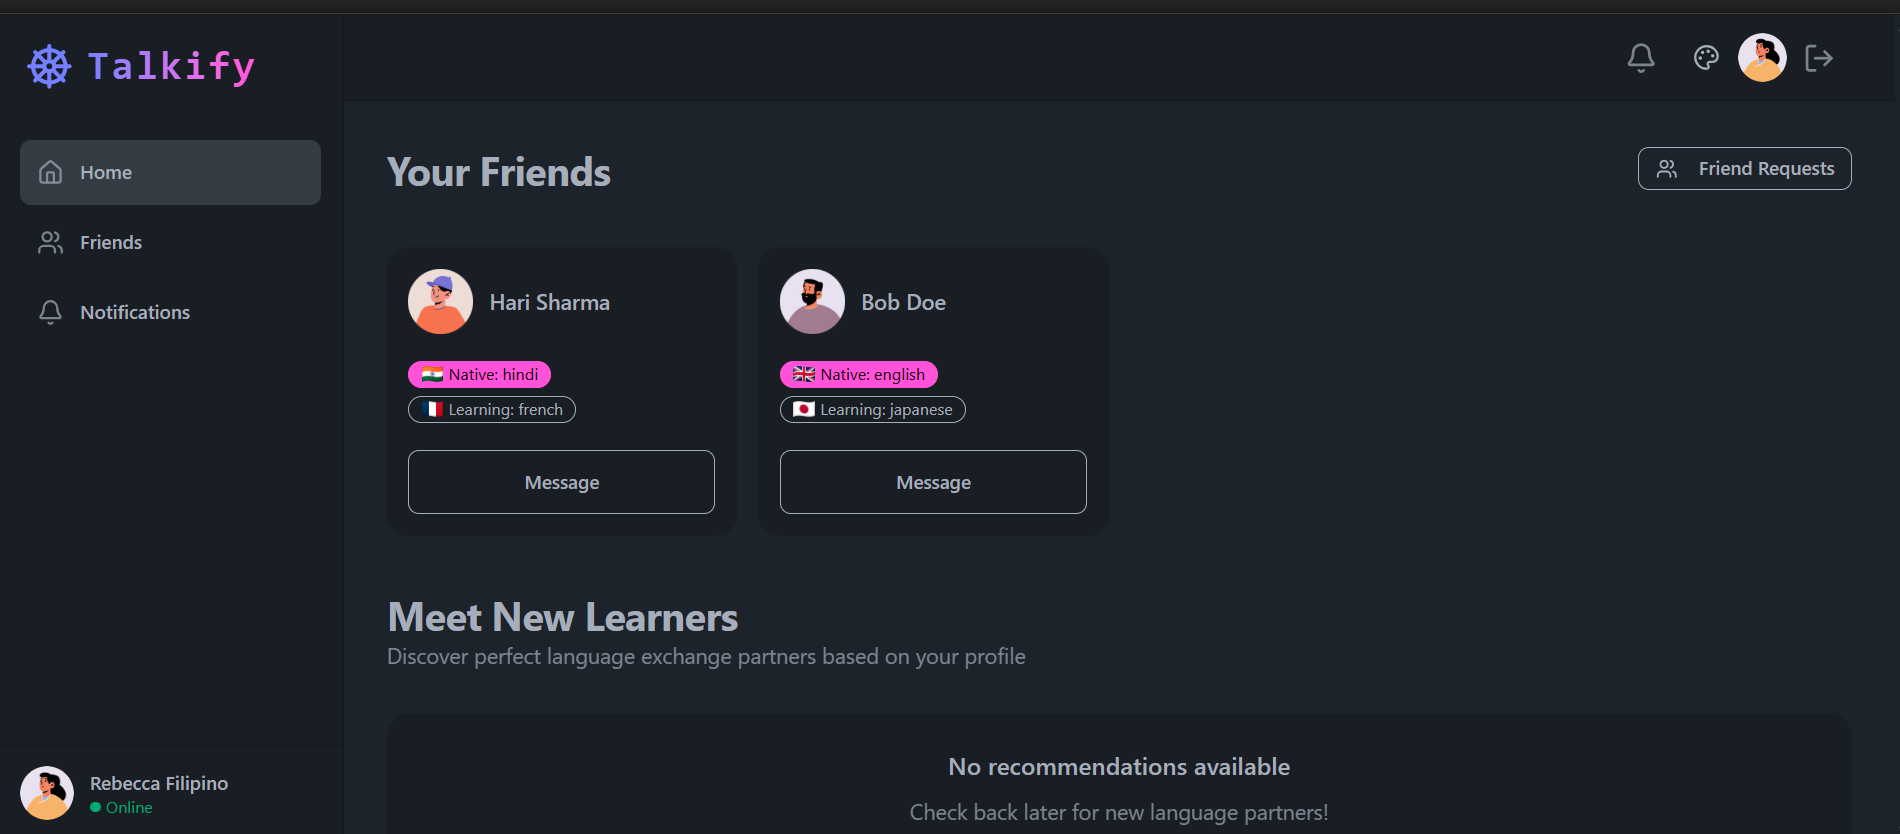 Talkify
Home
Friends
Notifications
Rebecca Filipino
Online
Your Friends
Friend Requests
Hari Sharma
Native: hindi
Learning: french
Message
Bob Doe
Native: english
Learning: japanese
Message
Meet New Learners
Discover perfect language exchange partners based on your profile
No recommendations available
Check back later for new language partners!